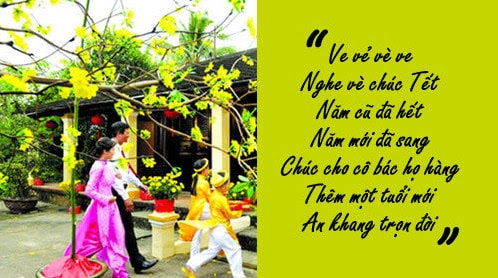 “
Ve vẻ vè ve
Nghe vè chúc Tết
Năm cũ đã hết
Năm mới đã sang
Chúc cho cô bác họ hàng
Thêm một tuổi mới
An khang trọn đời
”